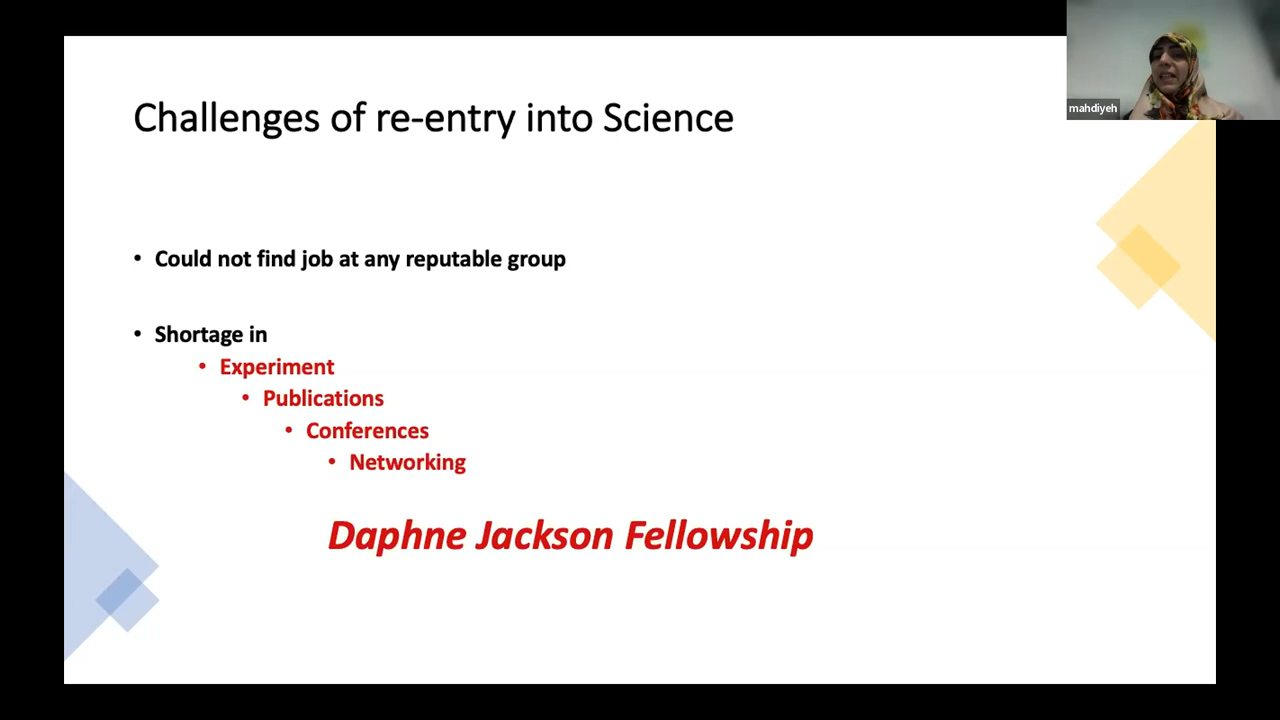 mahdiyeh
Challenges of re-entry into Science
• Could not find job at any reputable group
• Shortage in
• Experiment
• Publications
• Conferences
• Networking
Daphne Jackson Fellowship